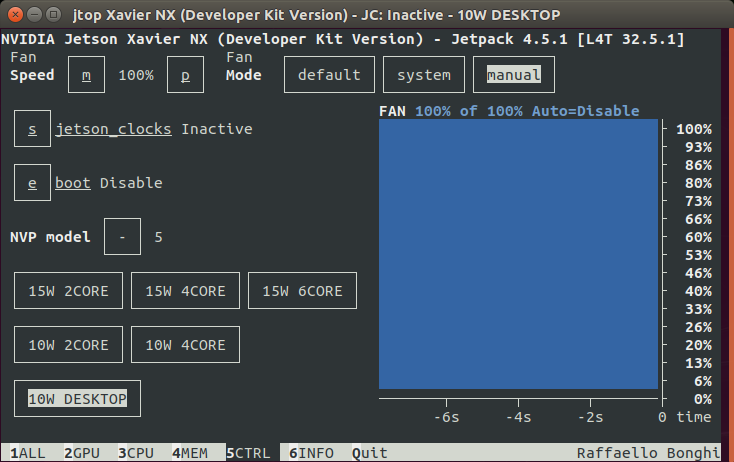 jtop Xavier NX (Developer Kit Version) - JC: Inactive - 10W DESKTOP
NVIDIA Jetson Xavier NX (Developer Kit Version) - Jetpack 4.5.1 [L4T 32.5.1]
Fan Fan
Speed m 100% p Mode default system manual
FAN 100% of 100% Auto=Disable
s jetson_clocks Inactive
e boot Disable
NVP model - 5
15W 2CORE 15W 4CORE 15W 6CORE
10W 2CORE 10W 4CORE
10W DESKTOP
100%
93%
86%
80%
73%
66%
60%
53%
46%
40%
33%
26%
20%
13%
6%
0%
-6s -4s -2s 0 time
1ALL 2GPU 3CPU 4MEM 5CTRL 6INFO Quit Raffaello Bonghi